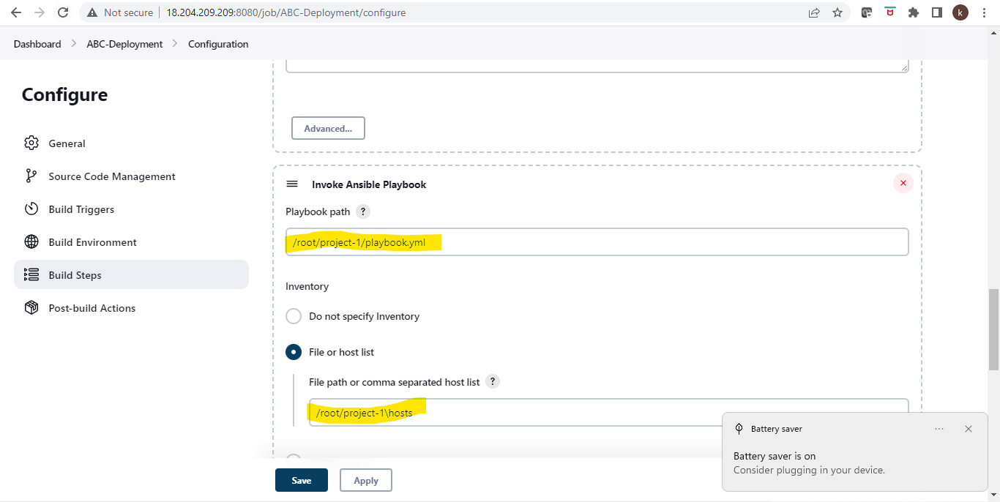 Not secure | 18.204.209.209:8080/job/ABC-Deployment/configure
k
Dashboard > ABC-Deployment > Configuration
Configure
General
Source Code Management
Build Triggers
Build Environment
Build Steps
Post-build Actions
Advanced...
Invoke Ansible Playbook
Playbook path ?
/root/project-1/playbook.yml
Inventory
Do not specify Inventory
File or host list
File path or comma separated host list ?
/root/project-1\hosts
Save Apply
Battery saver
Battery saver is on
Consider plugging in your device.